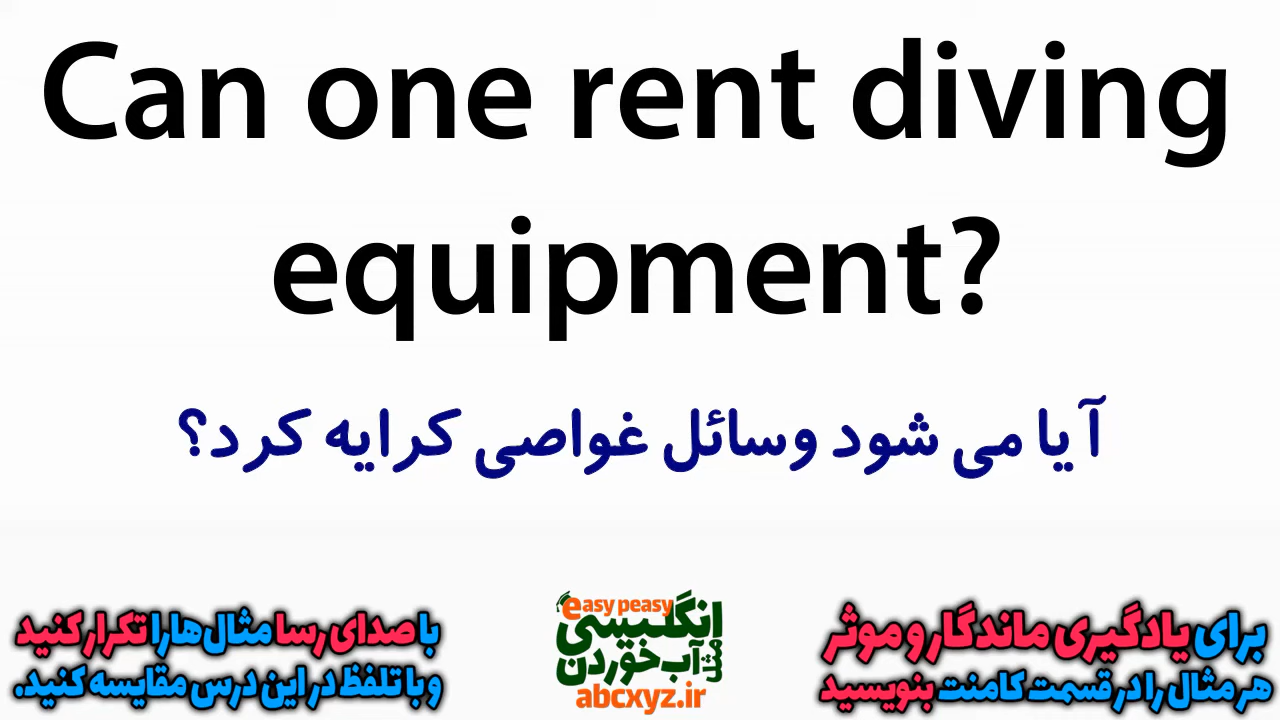 Can one rent diving
equipment?
آیا می شود وسائل غواصی کرایه کرد؟
برای یادگیری ماندگار و موثر
هر مثال را در قسمت کامنت بنویسید
easy peasy
انگلیسی
مثل آب خوردن
abcxyz.ir
با صدای رسا مثال‌ها را تکرار کنید
و با تلفظ در این درس مقایسه کنید.